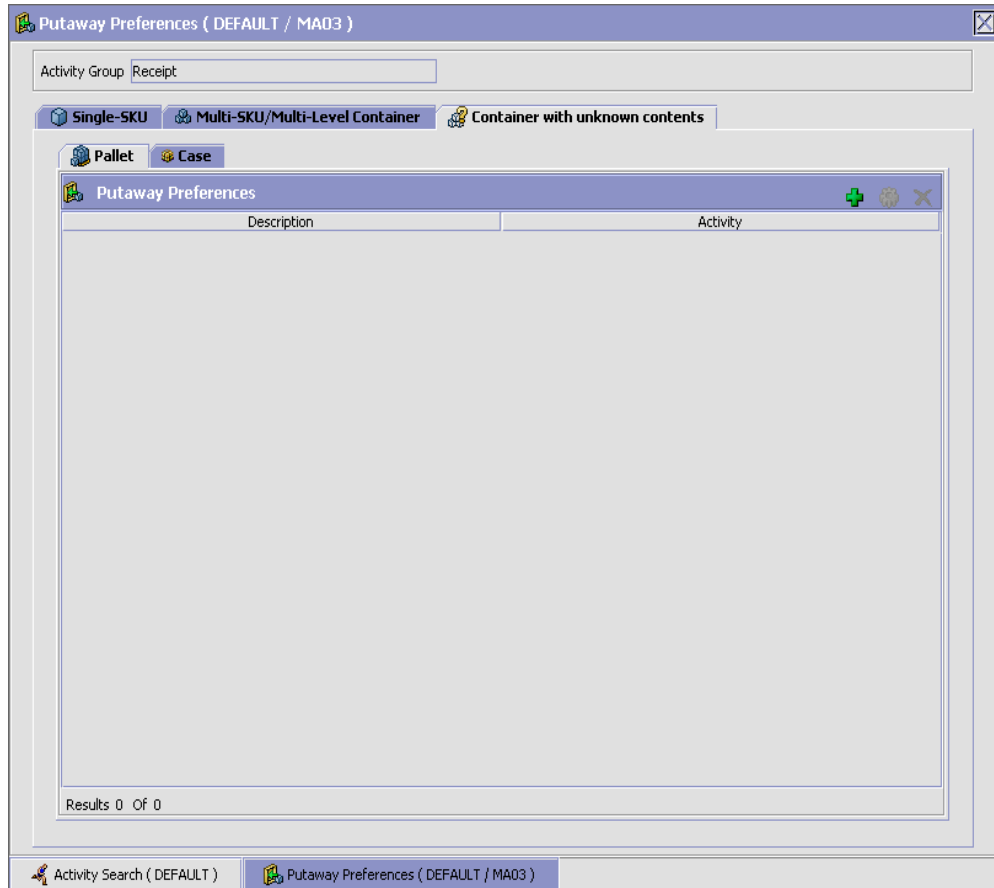 Putaway Preferences ( DEFAULT / MA03 )
Activity Group Receipt
Single-SKU Multi-SKU/Multi-Level Container Container with unknown contents
Pallet Case
Putaway Preferences
Description Activity
Results 0 Of 0
Activity Search ( DEFAULT ) Putaway Preferences ( DEFAULT / MA03 )